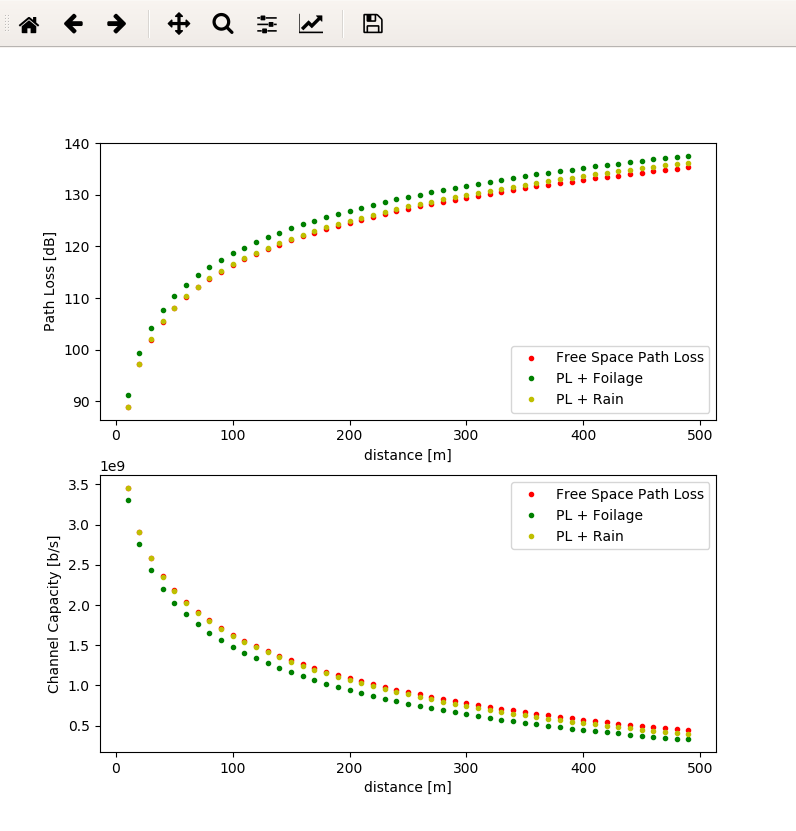 140
130
120
110
100
90
Path Loss [dB]
Free Space Path Loss
PL + Foilage
PL + Rain
0 100 200 300 400 500
distance [m]
1e9
3.5
3.0
2.5
2.0
1.5
1.0
0.5
Channel Capacity [b/s]
Free Space Path Loss
PL + Foilage
PL + Rain
0 100 200 300 400 500
distance [m]